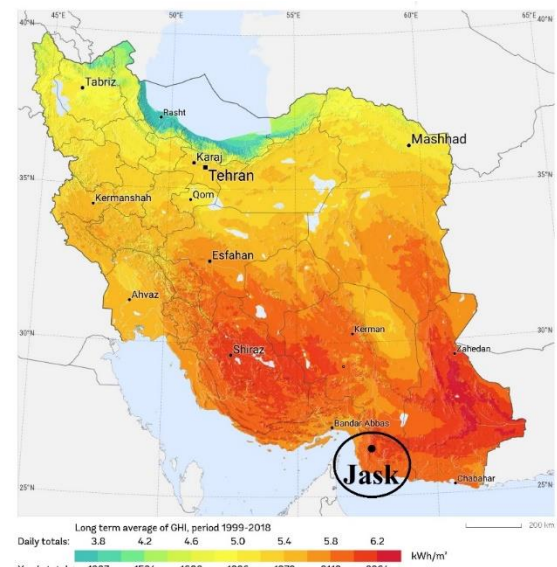 40°N 45°E 50°E 55°E 60°E 40°N
Tabriz
Rasht
Mashhad
Karaj
Tehran
35°N 35°N
Kermanshah Qom
Esfahan
Ahvaz
30°N Kerman 30°N
Shiraz Zahedan
Bandar Abbas
Jask
25°N Chabahar 25°N
200 km
Long term average of GHI, period 1999-2018
Daily totals: 3.8 4.2 4.6 5.0 5.4 5.8 6.2
kWh/m²